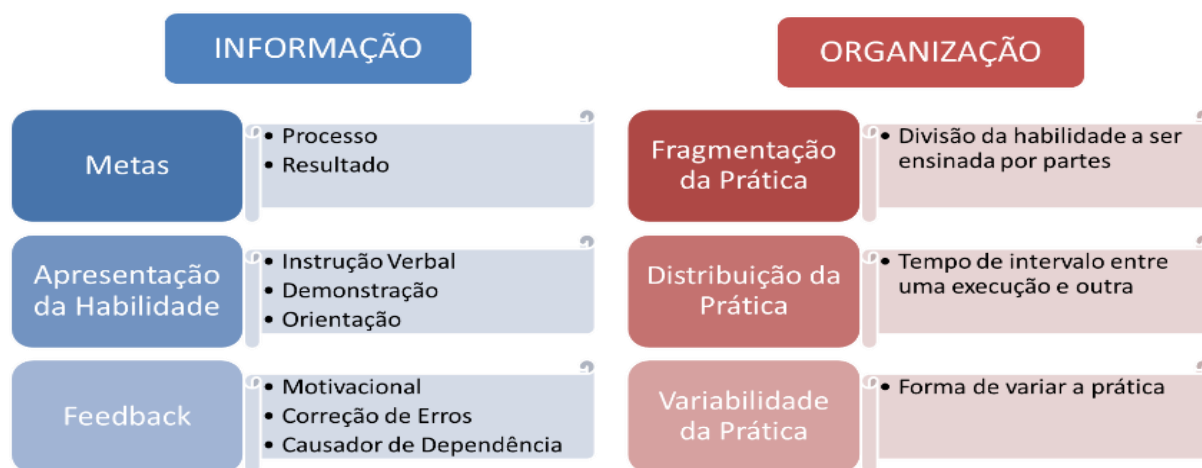 INFORMAÇÃO
Metas
• Processo
• Resultado
Apresentação
da Habilidade
• Instrução Verbal
• Demonstração
• Orientação
Feedback
• Motivacional
• Correção de Erros
• Causador de Dependência
ORGANIZAÇÃO
Fragmentação
da Prática
• Divisão da habilidade a ser
ensinada por partes
Distribuição da
Prática
• Tempo de intervalo entre
uma execução e outra
Variabilidade
da Prática
• Forma de variar a prática